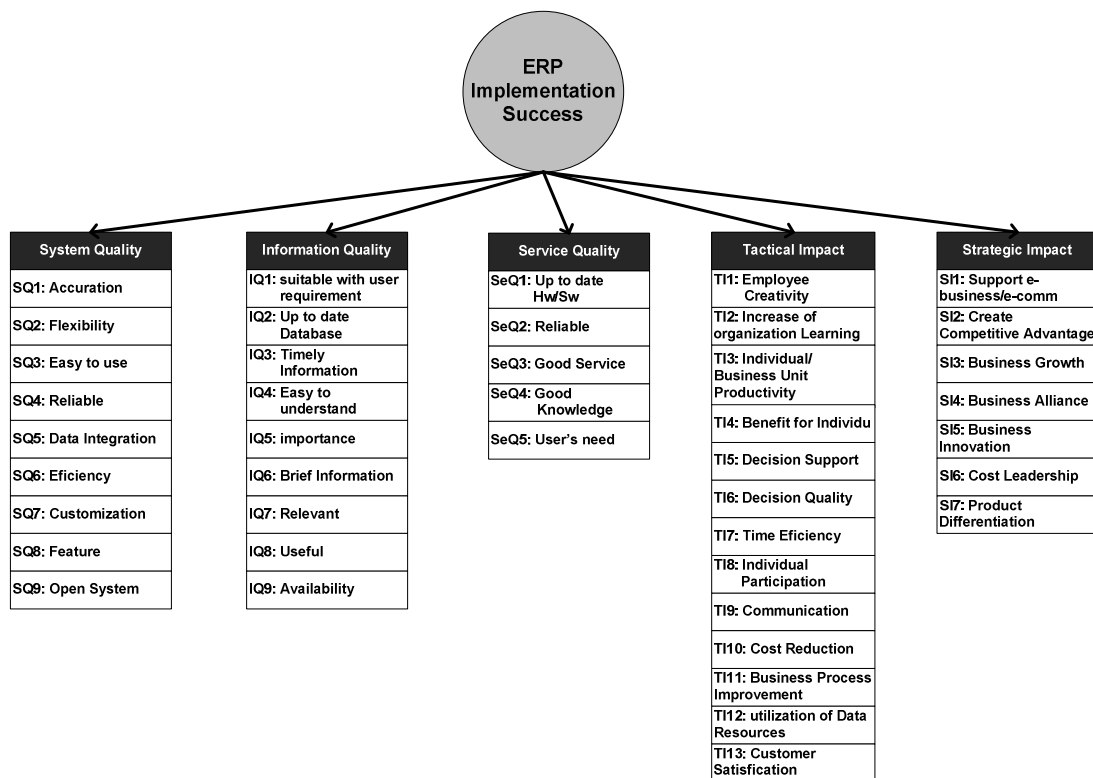 ERP
Implementation
Success
System Quality
SQ1: Accuration
SQ2: Flexibility
SQ3: Easy to use
SQ4: Reliable
SQ5: Data Integration
SQ6: Eficiency
SQ7: Customization
SQ8: Feature
SQ9: Open System
Information Quality
IQ1: suitable with user
requirement
IQ2: Up to date
Database
IQ3: Timely
Information
IQ4: Easy to
understand
IQ5: importance
IQ6: Brief Information
IQ7: Relevant
IQ8: Useful
IQ9: Availability
Service Quality
SeQ1: Up to date
Hw/Sw
SeQ2: Reliable
SeQ3: Good Service
SeQ4: Good
Knowledge
SeQ5: User's need
Tactical Impact
TI1: Employee
Creativity
TI2: Increase of
organization Learning
TI3: Individual/
Business Unit
Productivity
TI4: Benefit for Individu
TI5: Decision Support
TI6: Decision Quality
TI7: Time Eficiency
TI8: Individual
Participation
TI9: Communication
TI10: Cost Reduction
TI11: Business Process
Improvement
TI12: utilization of Data
Resources
TI13: Customer
Satisfication
Strategic Impact
SI1: Support e-
business/e-comm
SI2: Create
Competitive Advantage
SI3: Business Growth
SI4: Business Alliance
SI5: Business
Innovation
SI6: Cost Leadership
SI7: Product
Differentiation